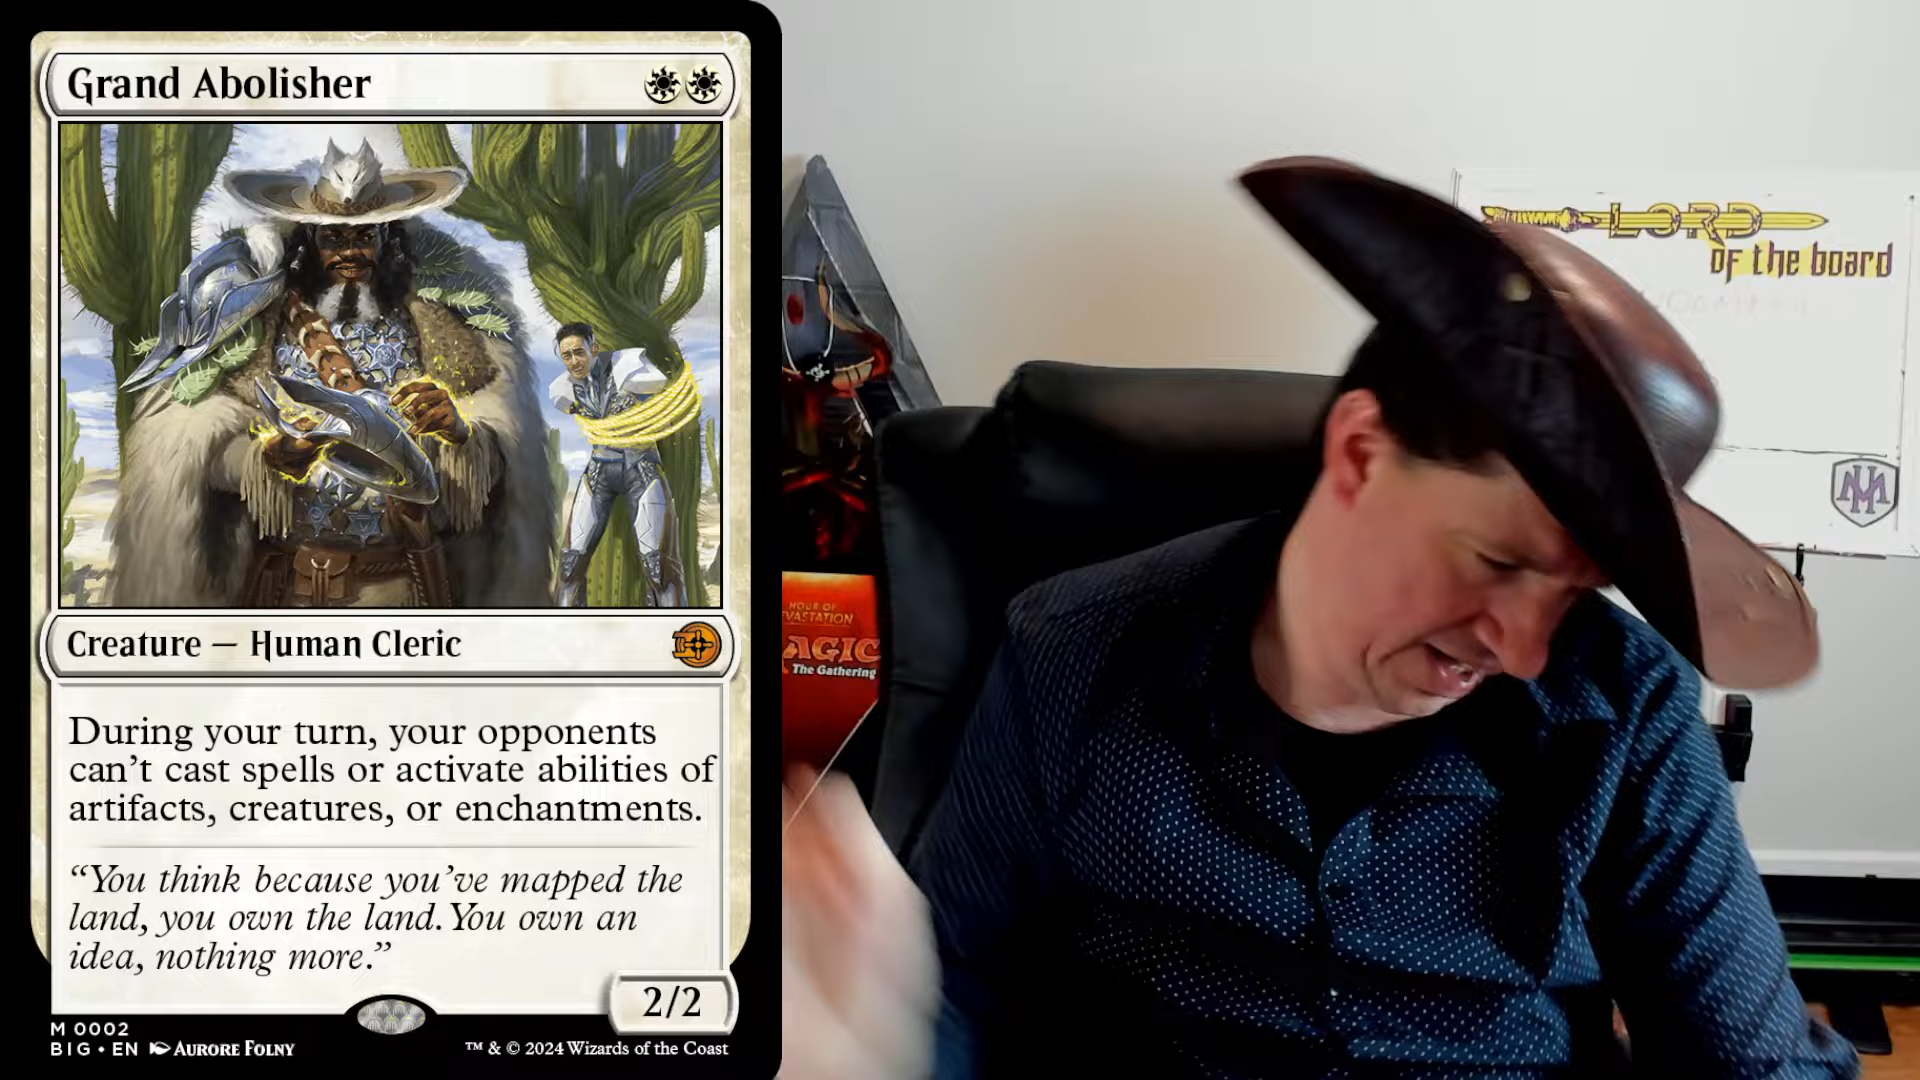 Grand Abolisher
Creature — Human Cleric
During your turn, your opponents
can't cast spells or activate abilities of
artifacts, creatures, or enchantments.
“You think because you've mapped the
land, you own the land. You own an
idea, nothing more.”
2/2
M 0002
BIG • EN AURORE FOLNY
™ & © 2024 Wizards of the Coast
LORD
OF the board
HOUR OF
The Gathering